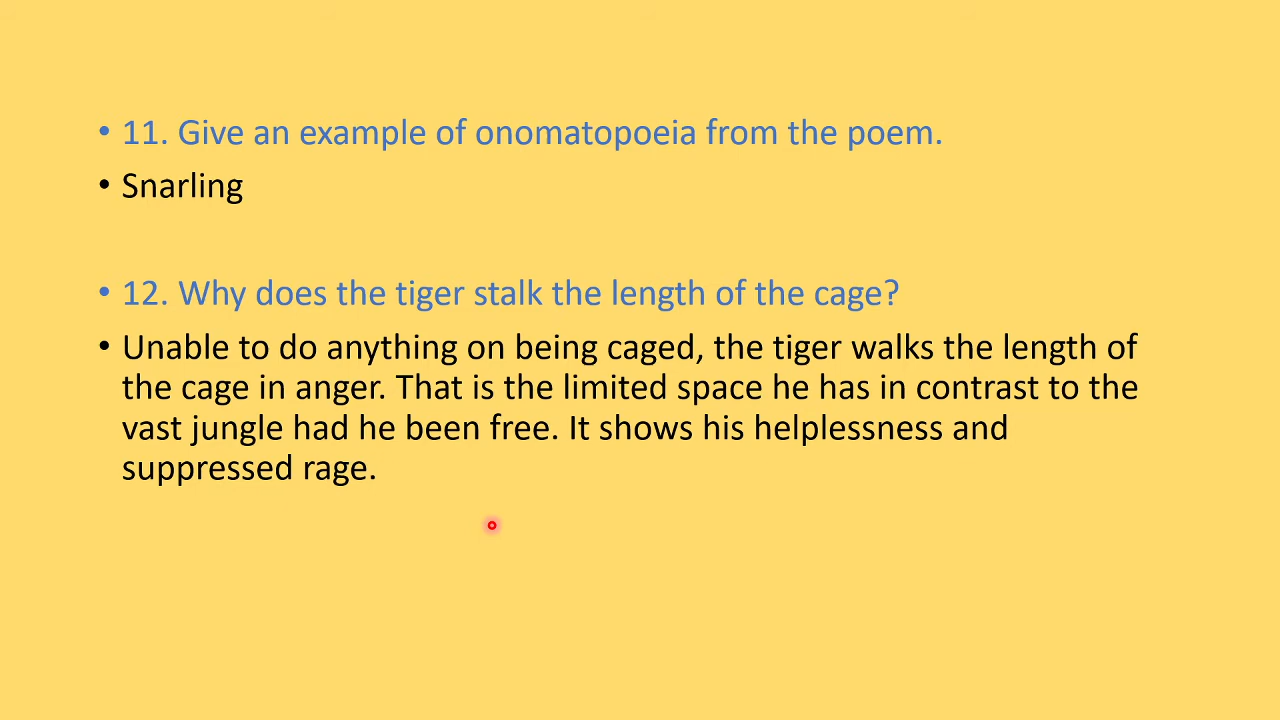 • 11. Give an example of onomatopoeia from the poem.
• Snarling
• 12. Why does the tiger stalk the length of the cage?
• Unable to do anything on being caged, the tiger walks the length of
the cage in anger. That is the limited space he has in contrast to the
vast jungle had he been free. It shows his helplessness and
suppressed rage.